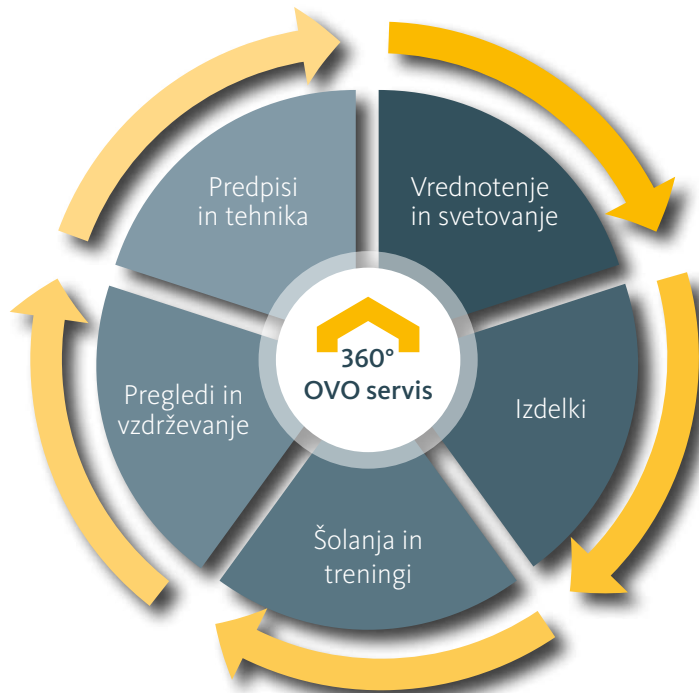 Predpisi
in tehnika
Vrednotenje
in svetovanje
360°
OVO servis
Pregledi in
vzdrževanje
Izdelki
Šolanja in
treningi